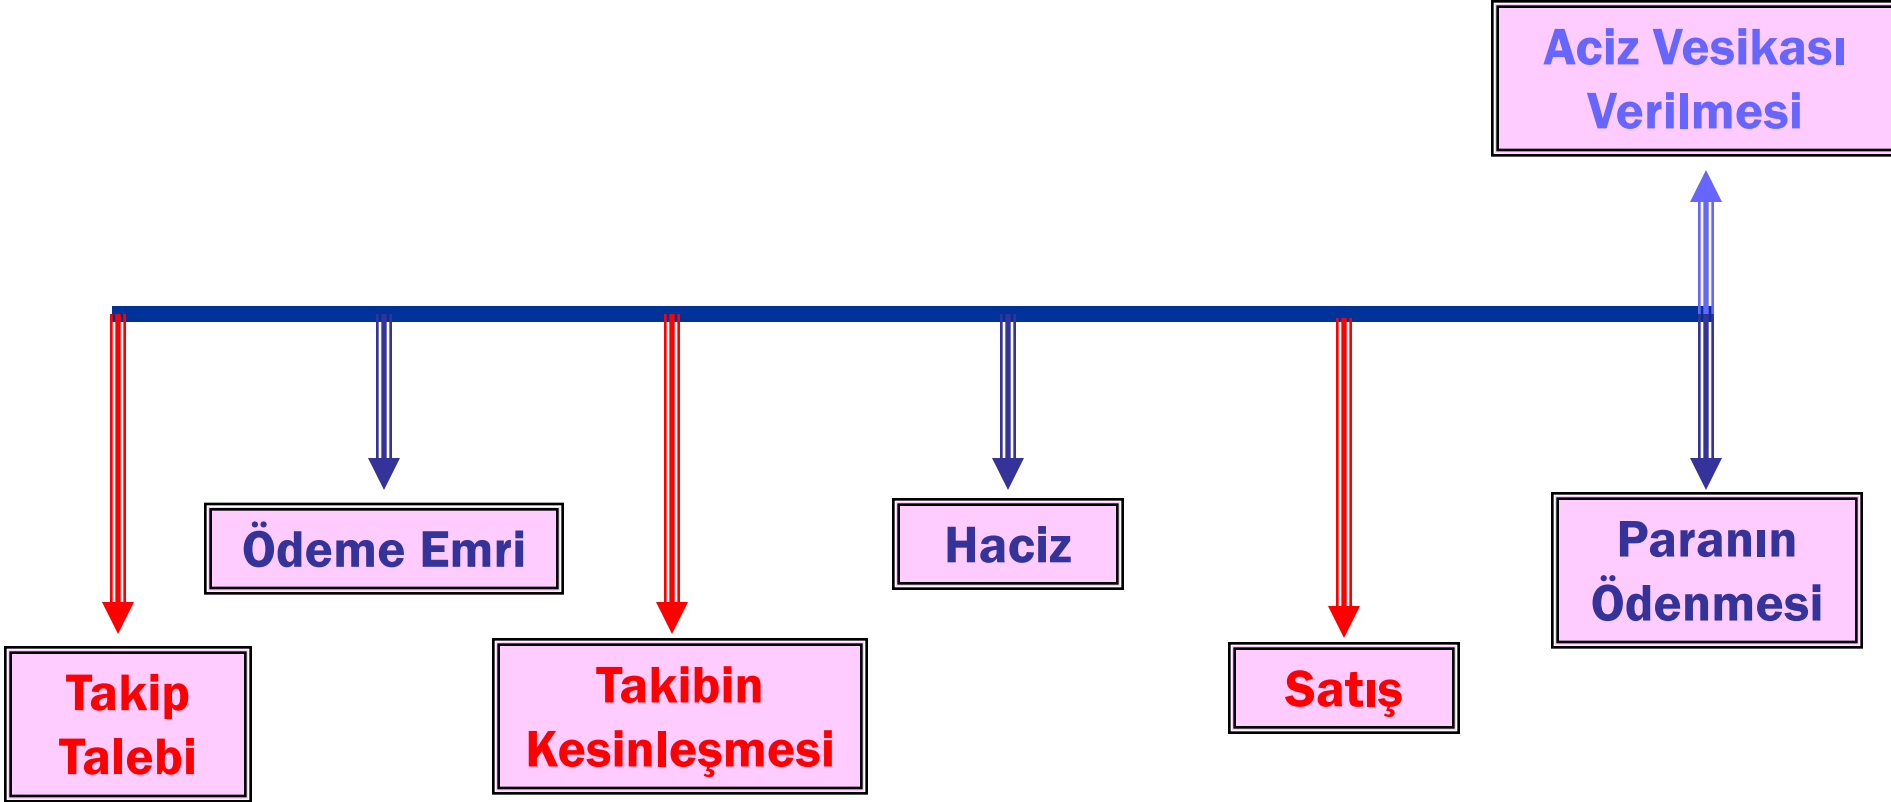 Aciz Vesikası
Verilmesi
Takip
Talebi
Ödeme Emri
Takibin
Kesinleşmesi
Haciz
Satış
Paranın
Ödenmesi